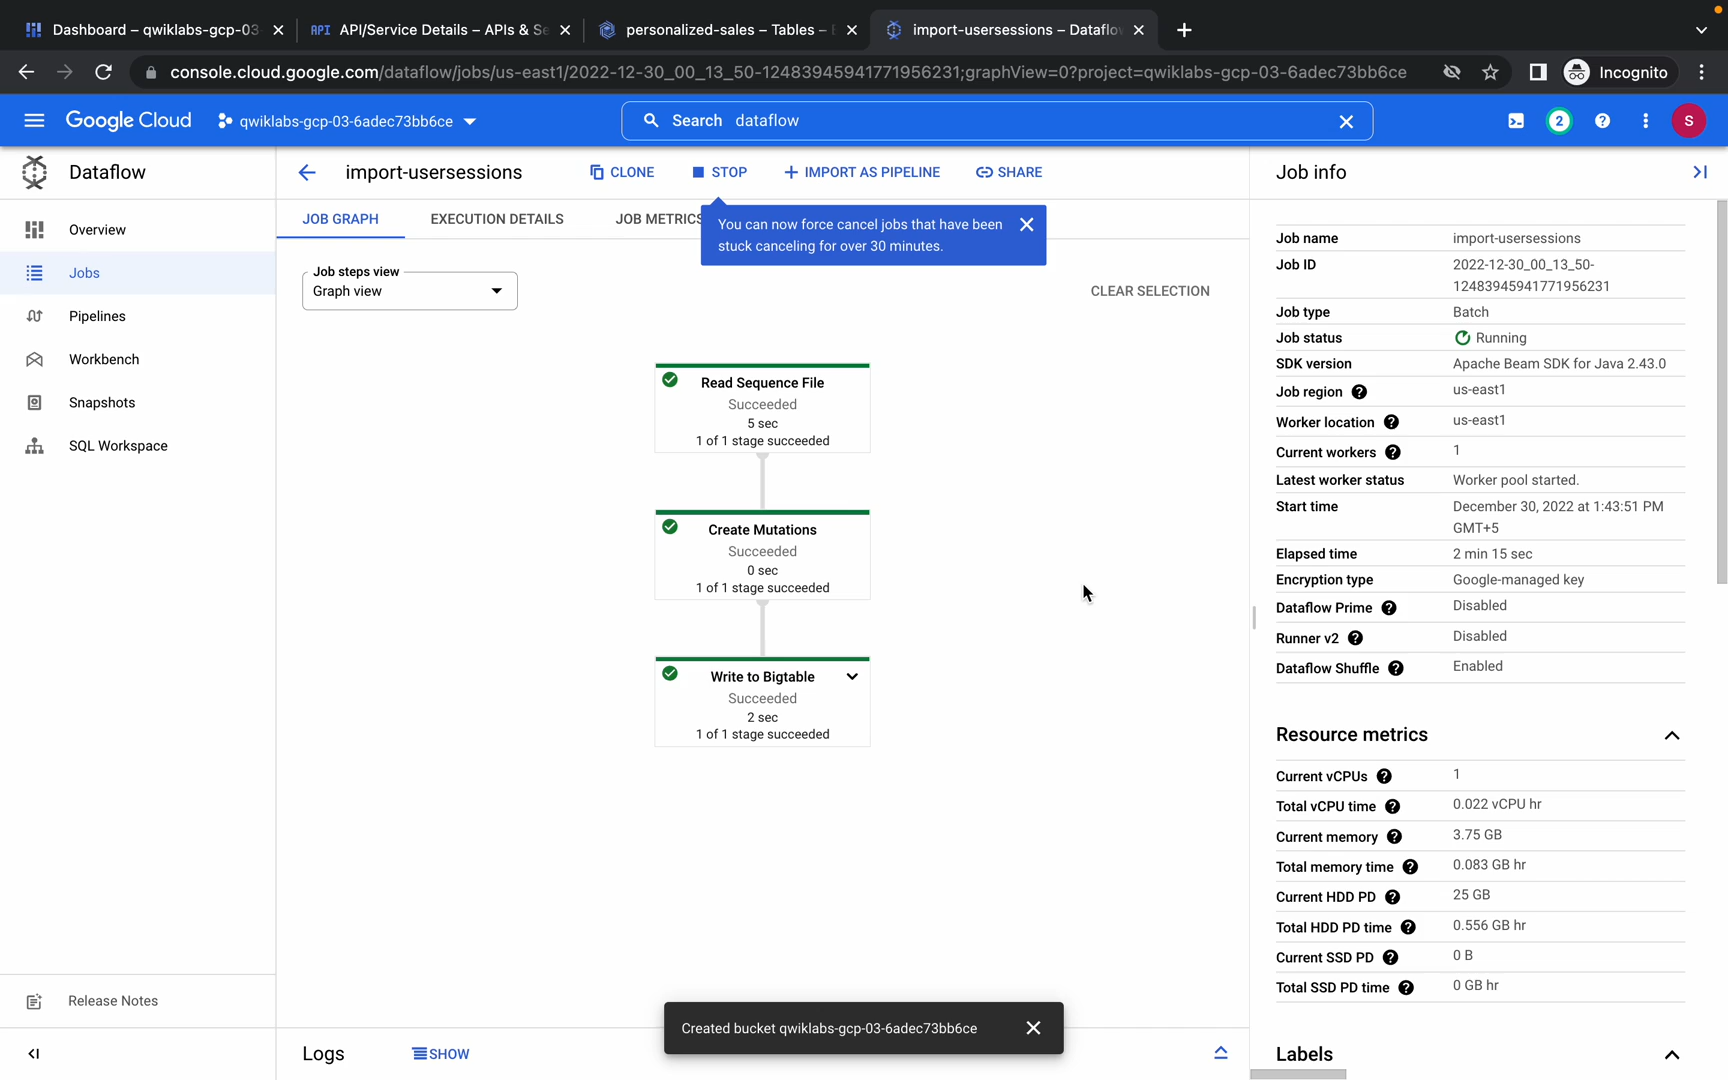 Dashboard – qwiklabs-gcp-03
API API/Service Details – APIs & Se
personalized-sales – Tables –
import-usersessions – Dataflo
console.cloud.google.com/dataflow/jobs/us-east1/2022-12-30_00_13_50-12483945941771956231;graphView=0?project=qwiklabs-gcp-03-6adec73bb6ce
Incognito
Google Cloud
qwiklabs-gcp-03-6adec73bb6ce
Search dataflow
2
S
Dataflow
import-usersessions
CLONE
STOP
IMPORT AS PIPELINE
SHARE
Job info
Overview
Jobs
Pipelines
Workbench
Snapshots
SQL Workspace
Release Notes
JOB GRAPH
EXECUTION DETAILS
JOB METRICS
You can now force cancel jobs that have been
stuck canceling for over 30 minutes.
Job steps view
Graph view
CLEAR SELECTION
Read Sequence File
Succeeded
5 sec
1 of 1 stage succeeded
Create Mutations
Succeeded
0 sec
1 of 1 stage succeeded
Write to Bigtable
Succeeded
2 sec
1 of 1 stage succeeded
Job name import-usersessions
Job ID 2022-12-30_00_13_50-
12483945941771956231
Job type Batch
Job status Running
SDK version Apache Beam SDK for Java 2.43.0
Job region us-east1
Worker location us-east1
Current workers 1
Latest worker status Worker pool started.
Start time December 30, 2022 at 1:43:51 PM
GMT+5
Elapsed time 2 min 15 sec
Encryption type Google-managed key
Dataflow Prime Disabled
Runner v2 Disabled
Dataflow Shuffle Enabled
Resource metrics
Current vCPUs 1
Total vCPU time 0.022 vCPU hr
Current memory 3.75 GB
Total memory time 0.083 GB hr
Current HDD PD 25 GB
Total HDD PD time 0.556 GB hr
Current SSD PD 0 B
Total SSD PD time 0 GB hr
Labels
Logs
SHOW
Created bucket qwiklabs-gcp-03-6adec73bb6ce